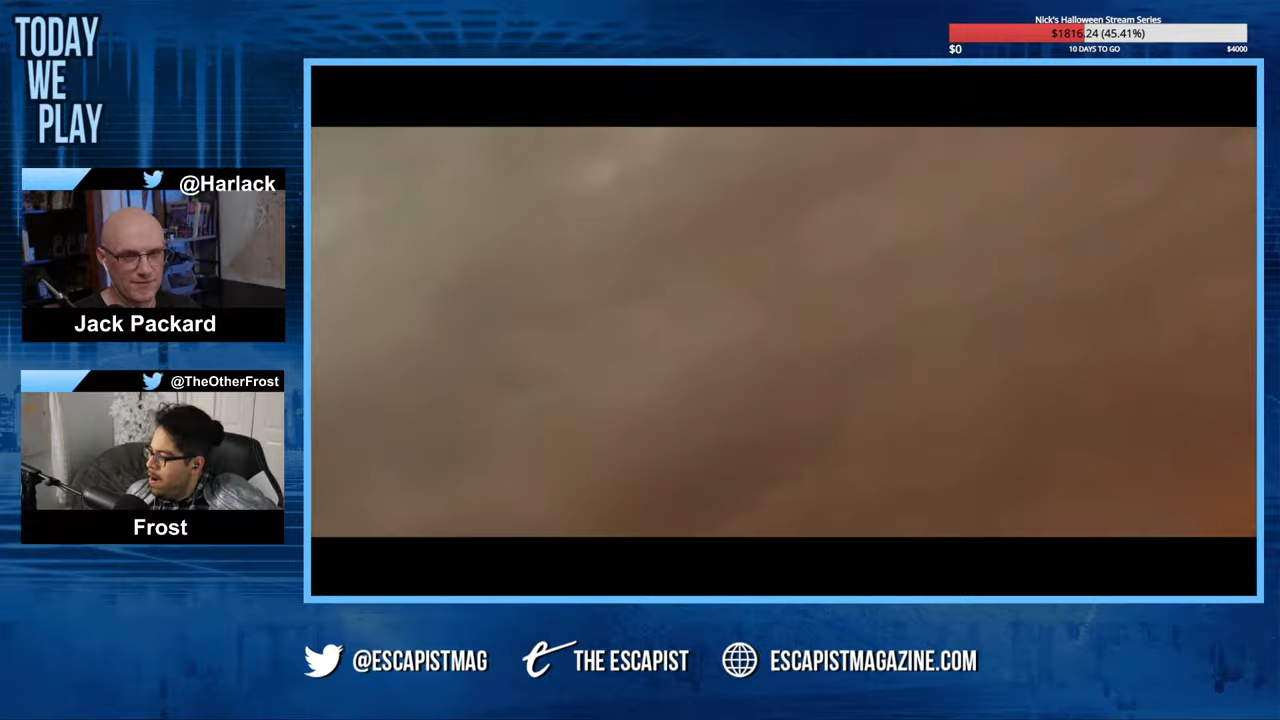 TODAY
WE
PLAY
Nick's Halloween Stream Series
$1816.24 (45.41%)
$0
10 DAYS TO GO
$4000
@Harlack
Jack Packard
@TheOtherFrost
Frost
@ESCAPISTMAG
THE ESCAPIST
ESCAPISTMAGAZINE.COM